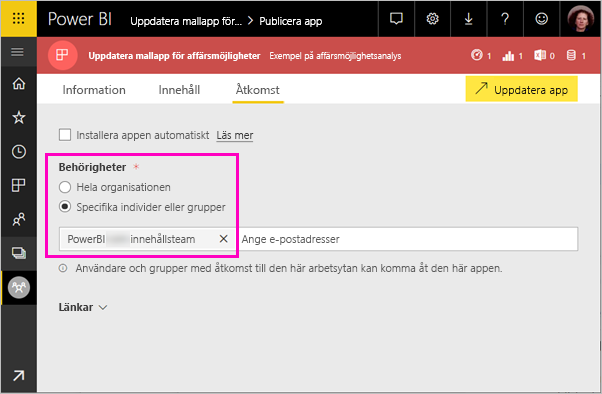 Power BI Uppdatera mallapp för... > Publicera app
Uppdatera mallapp för affärsmöjligheter Exempel på affärsmöjlighetsanalys 1 1 0 1
Information Innehåll Åtkomst Uppdatera app
Installera appen automatiskt Läs mer
Behörigheter *
Hela organisationen
Specifika individer eller grupper
PowerBI innehållsteam × Ange e-postadresser
Användare och grupper med åtkomst till den här arbetsytan kan komma åt den här appen.
Länkar